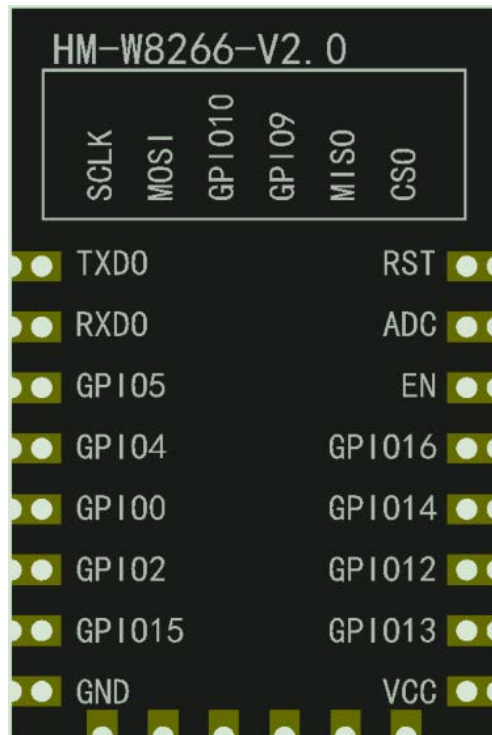 HM-W8266-V2.0
SCLK
MOSI
GPIO10
GPIO9
MISO
CSO
TXDO RST
RXDO ADC
GPIO5 EN
GPIO4 GPIO16
GPIO0 GPIO14
GPIO2 GPIO12
GPIO15 GPIO13
GND VCC